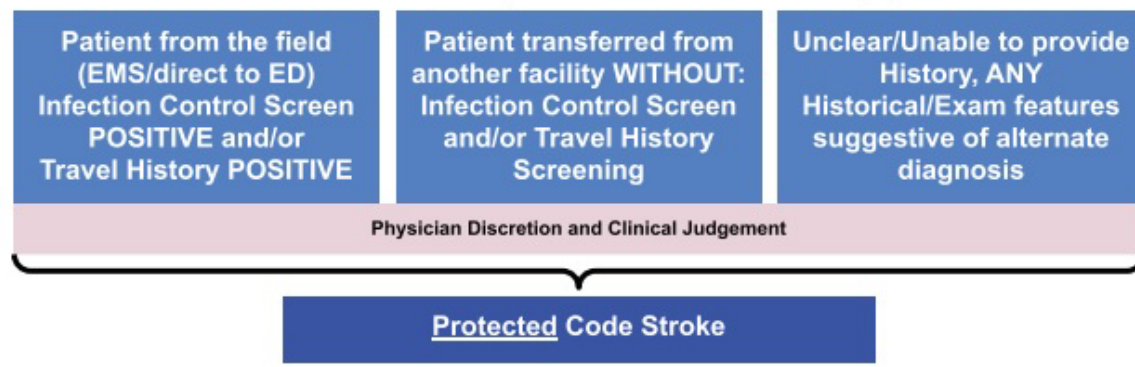 Patient from the field
(EMS/direct to ED)
Infection Control Screen
POSITIVE and/or
Travel History POSITIVE
Patient transferred from
another facility WITHOUT:
Infection Control Screen
and/or Travel History
Screening
Unclear/Unable to provide
History, ANY
Historical/Exam features
suggestive of alternate
diagnosis
Physician Discretion and Clinical Judgement
Protected Code Stroke